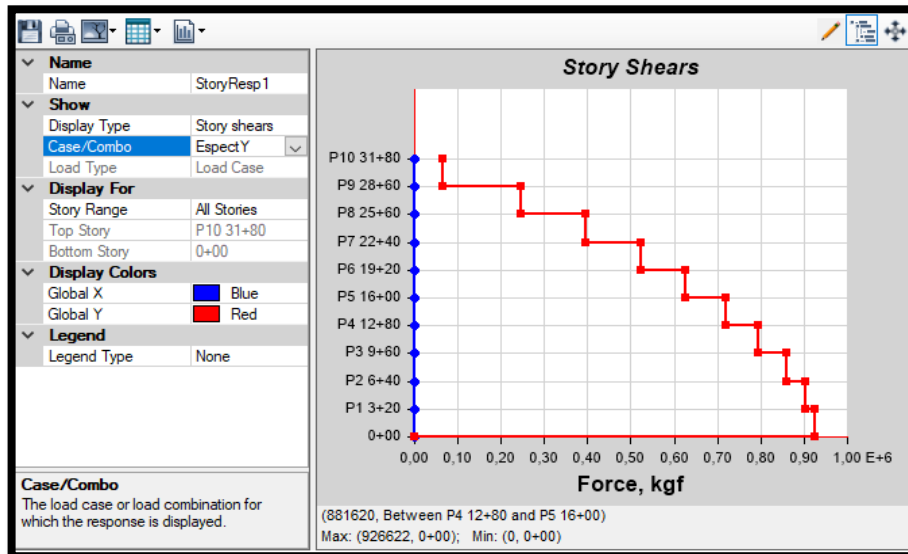 Name
Name StoryResp1
Show
Display Type Story shears
Case/Combo EspectY
Load Type Load Case
Display For
Story Range All Stories
Top Story P10 31+80
Bottom Story 0+00
Display Colors
Global X Blue
Global Y Red
Legend
Legend Type None
Case/Combo
The load case or load combination for
which the response is displayed.
Story Shears
P10 31+80
P9 28+60
P8 25+60
P7 22+40
P6 19+20
P5 16+00
P4 12+80
P3 9+60
P2 6+40
P1 3+20
0+00
0,00 0,10 0,20 0,30 0,40 0,50 0,60 0,70 0,80 0,90 1,00 E+6
Force, kgf
(881620, Between P4 12+80 and P5 16+00)
Max: (926622, 0+00); Min: (0, 0+00)